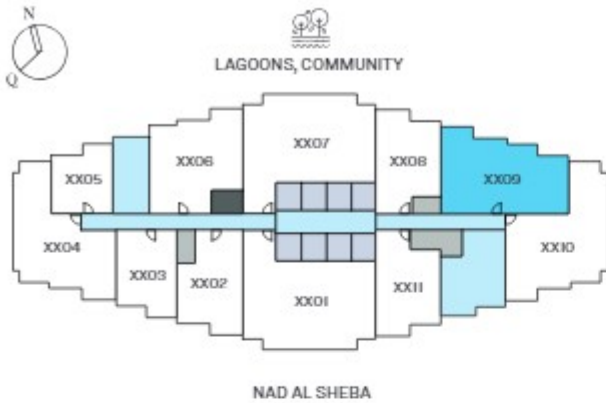 N
Q
LAGOONS, COMMUNITY
XX07
XX06
XX08
XX05
XX09
XX04
XX10
XX03
XX02
XX01
XX11
NAD AL SHEBA